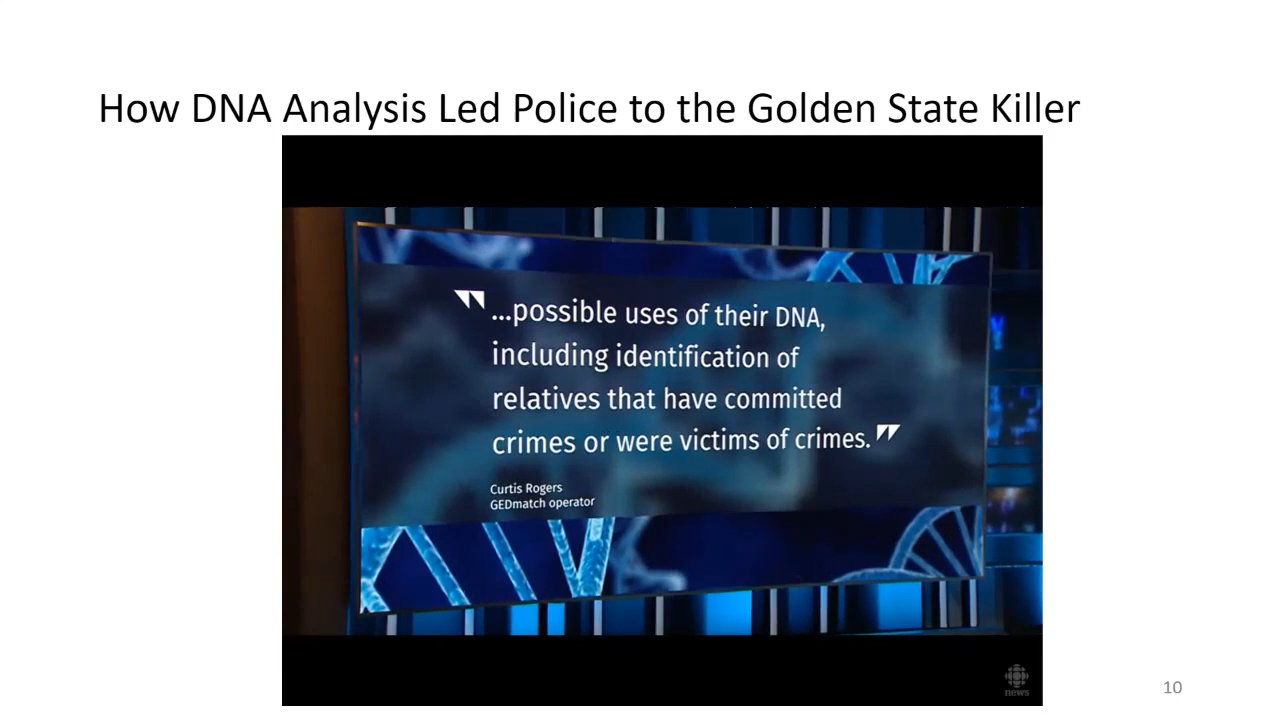 How DNA Analysis Led Police to the Golden State Killer
"...possible uses of their DNA,
including identification of
relatives that have committed
crimes or were victims of crimes."
Curtis Rogers
GEDmatch operator
news
10